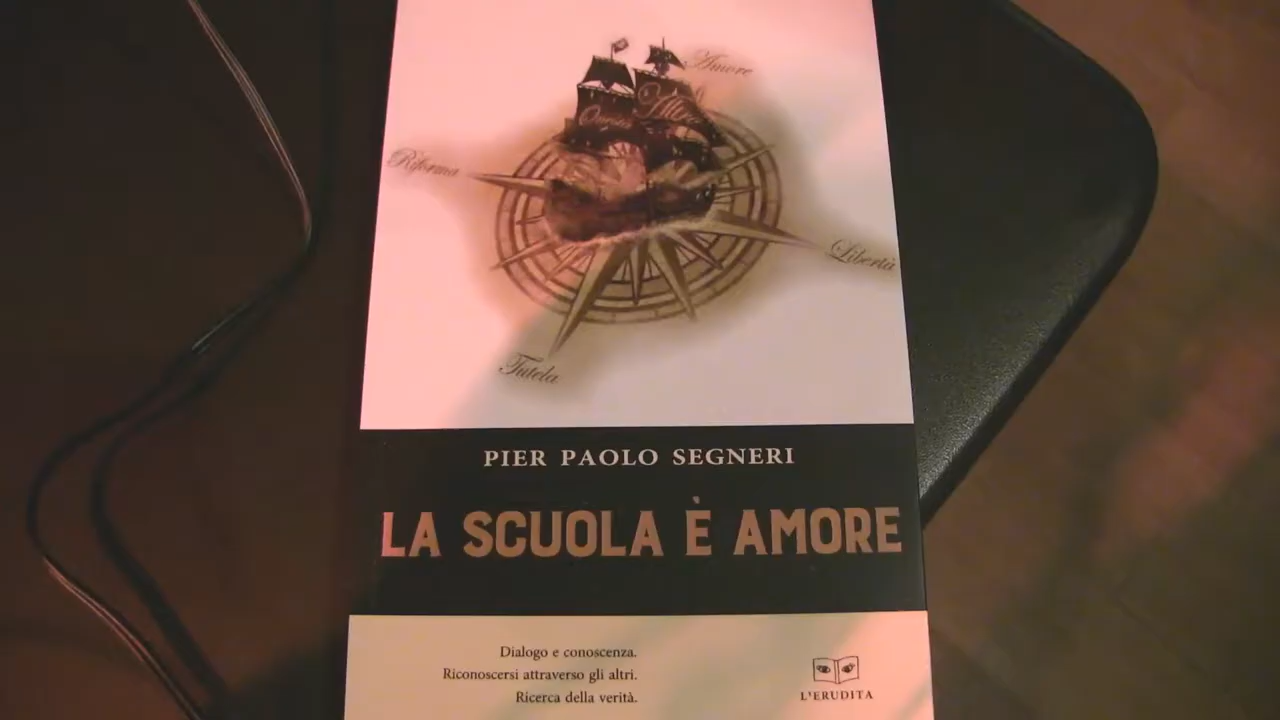 Amore
Altri
Riforma
Libertà
Tutela
PIER PAOLO SEGNERI
LA SCUOLA È AMORE
Dialogo e conoscenza.
Riconoscersi attraverso gli altri.
Ricerca della verità.
L'ERUDITA